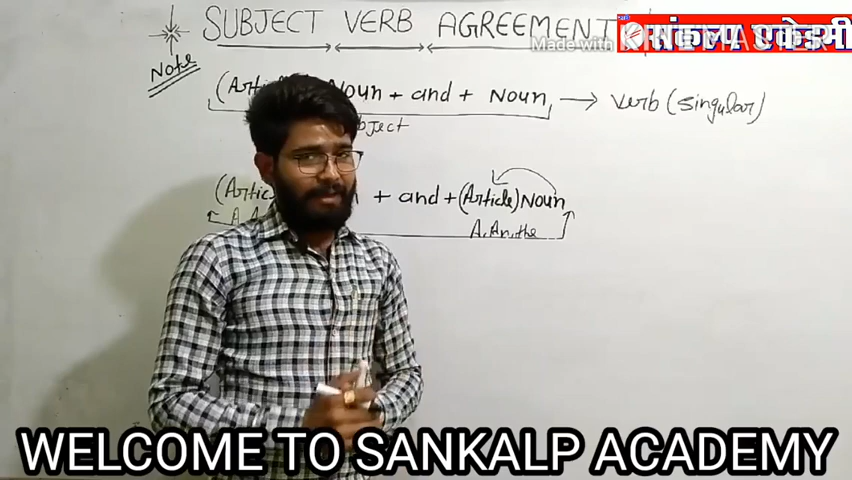 SUBJECT VERB AGREEMENT
Made with KINEMASTER
संकल्प एकेडमी
Note
Noun + and + Noun → Verb (singular)
+ and + (Article) Noun
A, An, the
WELCOME TO SANKALP ACADEMY